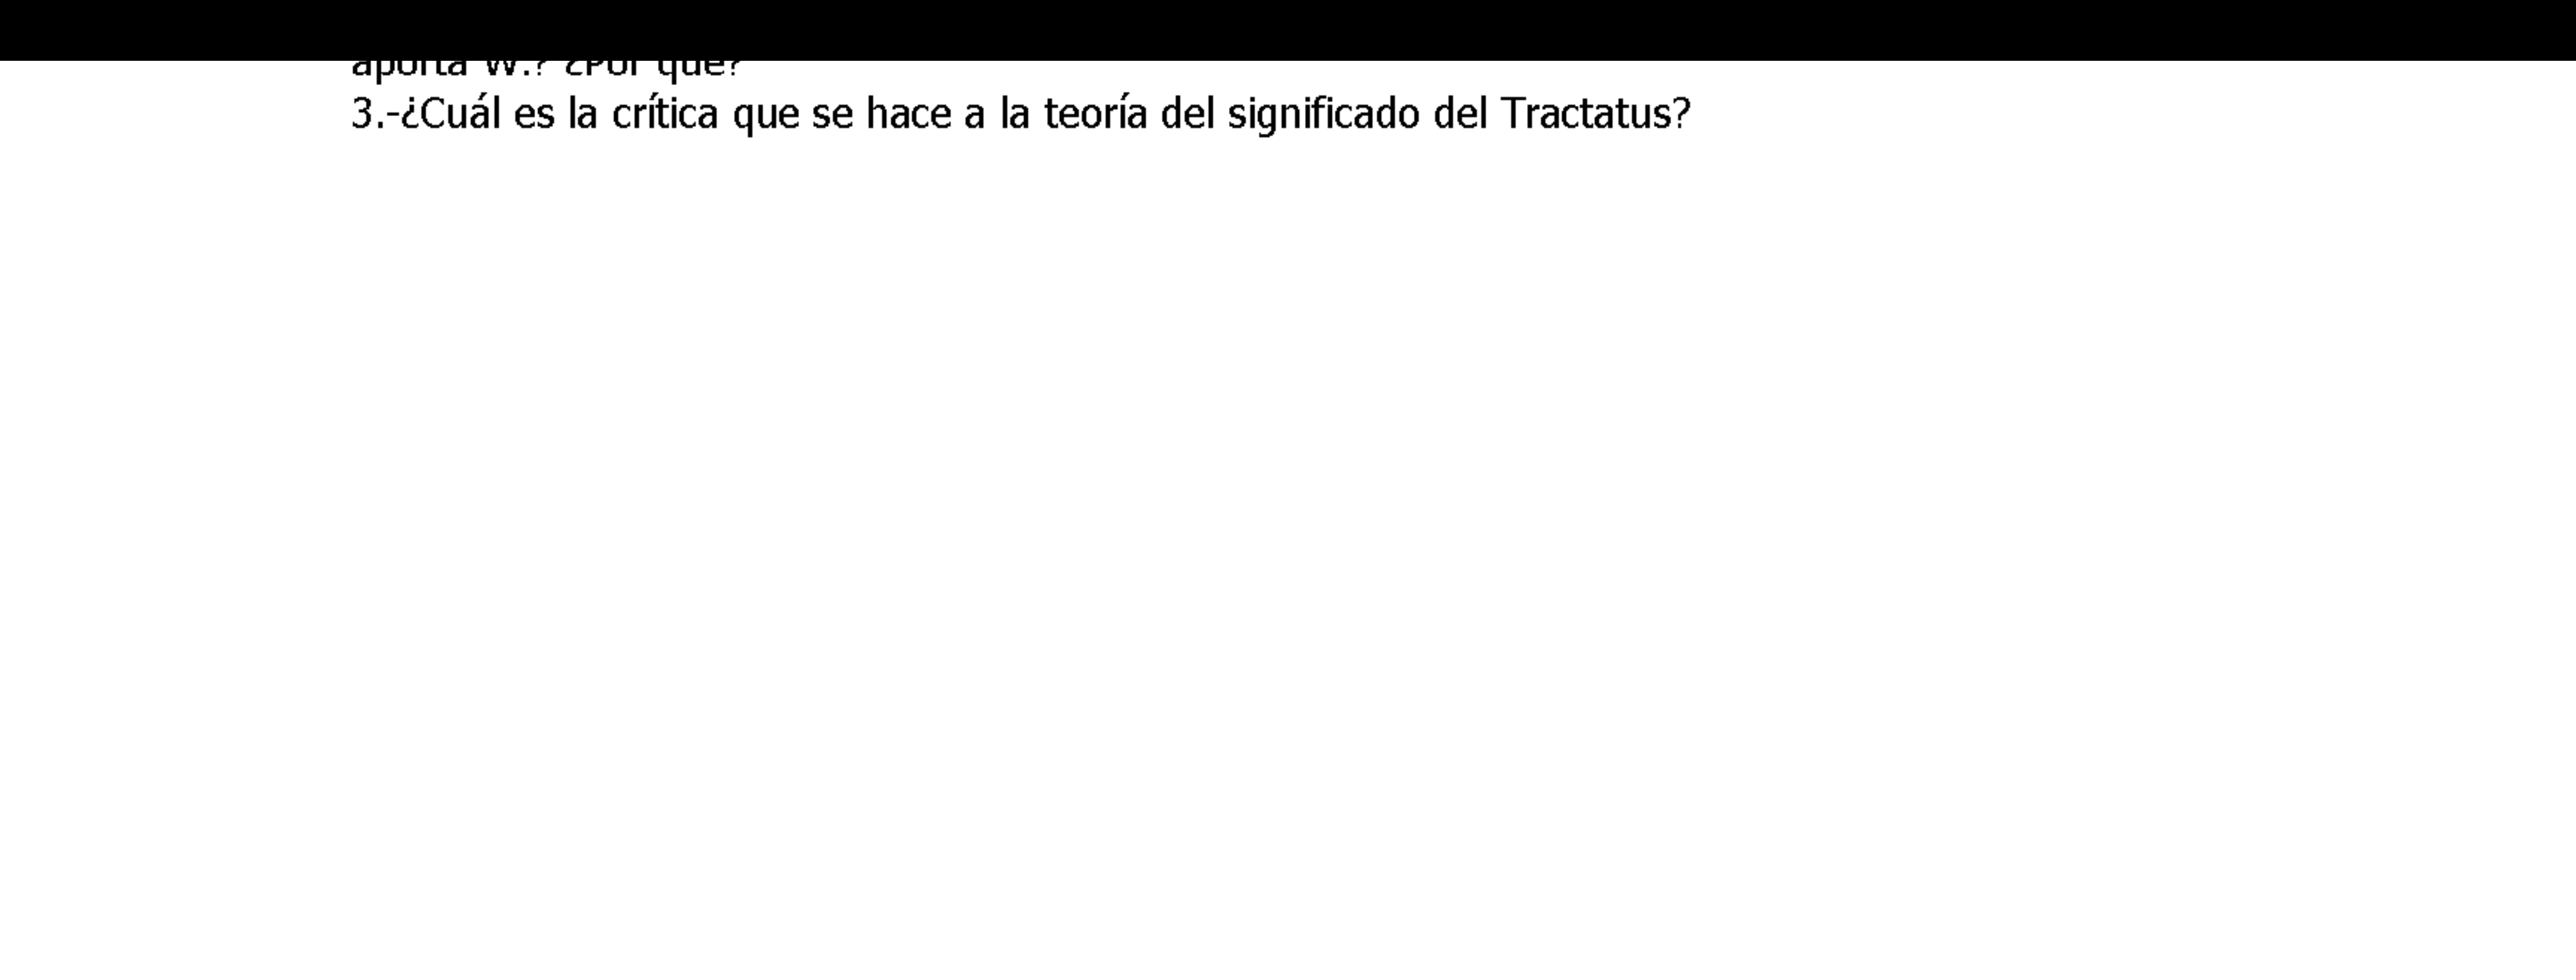 aporta W.? ¿Por qué?
3.-¿Cuál es la crítica que se hace a la teoría del significado del Tractatus?